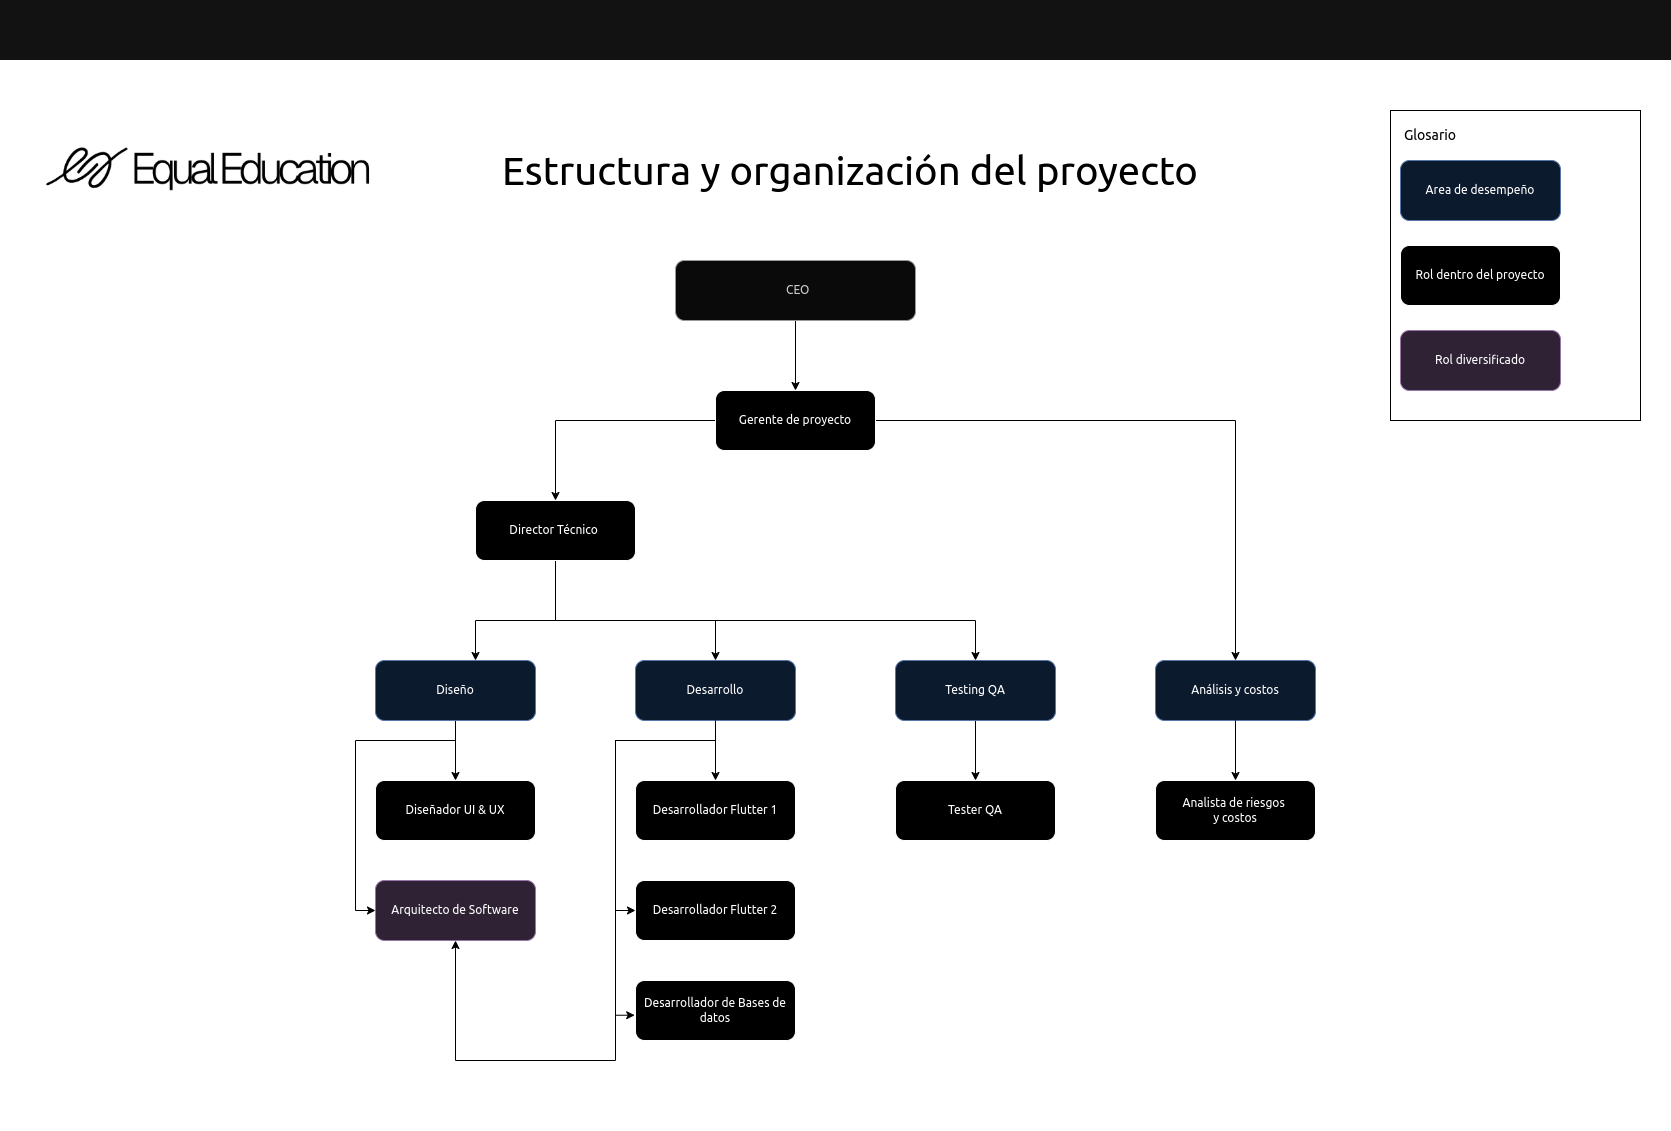 Equal Education
Estructura y organización del proyecto
Glosario
Area de desempeño
Rol dentro del proyecto
Rol diversificado
CEO
Gerente de proyecto
Director Técnico
Diseño
Desarrollo
Testing QA
Análisis y costos
Diseñador UI & UX
Desarrollador Flutter 1
Tester QA
Analista de riesgos
y costos
Arquitecto de Software
Desarrollador Flutter 2
Desarrollador de Bases de
datos